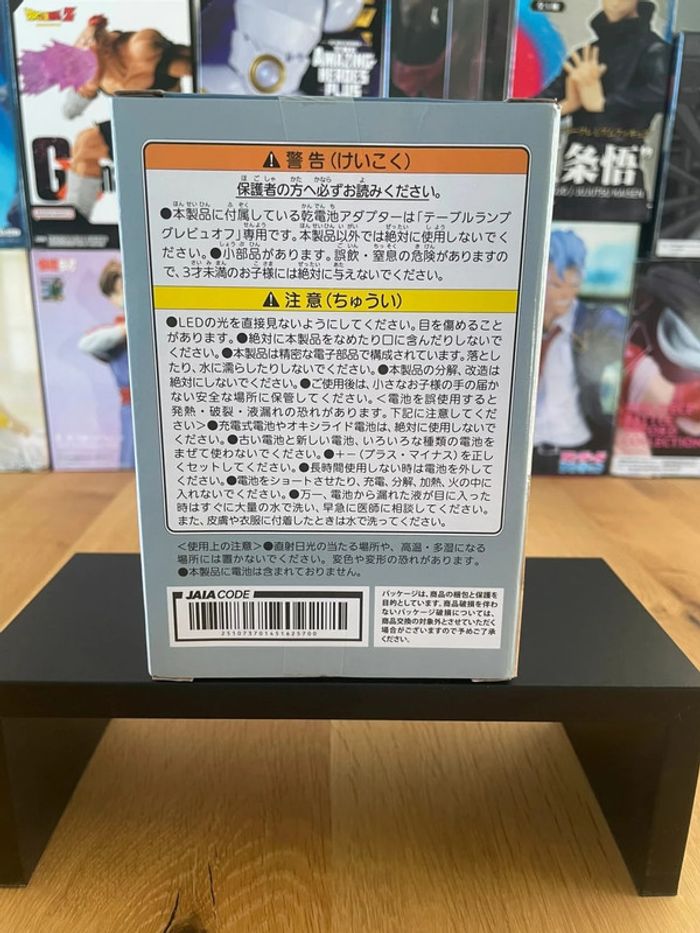 DRAGONBALL Z
G
AMAZING
HEROES
PLUS
条悟"
JUJUTSU KAISEN
⚠ 警告(けいこく)
保護者の方へ必ずお読みください。
●本製品に付属している乾電池アダプターは「テーブルランプ
グレビュオフ」専用です。本製品以外では絶対に使用しないでく
ださい。●小部品があります。誤飲・窒息の危険がありますの
で、3才未満のお子様には絶対に与えないでください。
⚠ 注意(ちゅうい)
●LEDの光を直接見ないようにしてください。目を傷めること
があります。●絶対に本製品をなめたり口に含んだりしないで
ください。●本製品は精密な電子部品で構成されています。落とし
たり、水に濡らしたりしないでください。●本製品の分解、改造は
絶対にしないでください。●ご使用後は、小さなお子様の手の届か
ない安全な場所に保管してください。<電池を誤使用すると
発熱・破裂・液漏れの恐れがあります。下記に注意してくだ
さい>●充電式電池やオキシライド電池は、絶対に使用しないで
ください。●古い電池と新しい電池、いろいろな種類の電池を
まぜて使わないでください。●+-(プラス・マイナス)を正し
くセットしてください。●長時間使用しない時は電池を外して
ください。●電池をショートさせたり、充電、分解、加熱、火の中に
入れないでください。●万一、電池から漏れた液が目に入った
時はすぐに大量の水で洗い、早急に医師に相談してください。
また、皮膚や衣服に付着したときは水で洗ってください。
<使用上の注意>●直射日光の当たる場所や、高温・多湿になる
場所には置かないでください。変色や変形の恐れがあります。
●本製品に電池は含まれておりません。
JAIA CODE
251073701451625700
パッケージは、商品の梱包と保護を
目的としています。商品破損を伴わ
ないパッケージ破損については、
商品交換の対象外とさせていただく
場合がございますので予めご了承
ください。